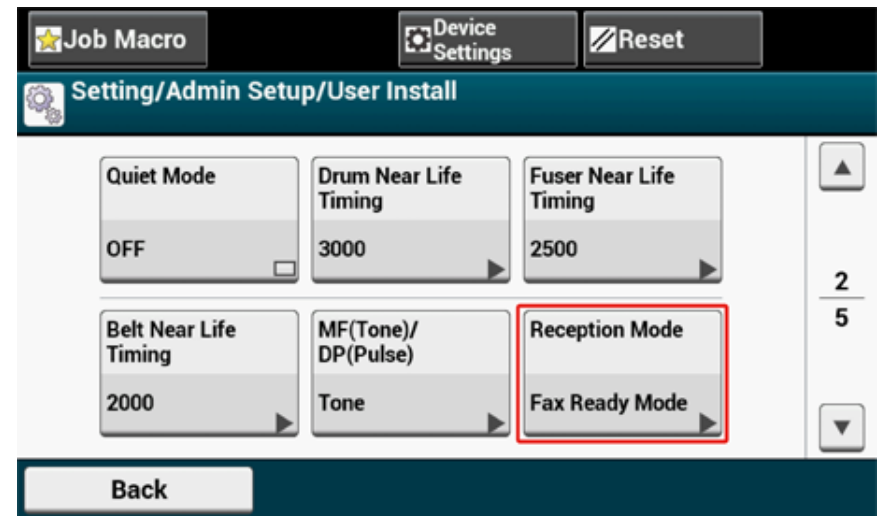 Job Macro
Device
Settings
Reset
Setting/Admin Setup/User Install
Quiet Mode
OFF
Drum Near Life
Timing
3000
Fuser Near Life
Timing
2500
2
5
Belt Near Life
Timing
2000
MF(Tone)/
DP(Pulse)
Tone
Reception Mode
Fax Ready Mode
Back